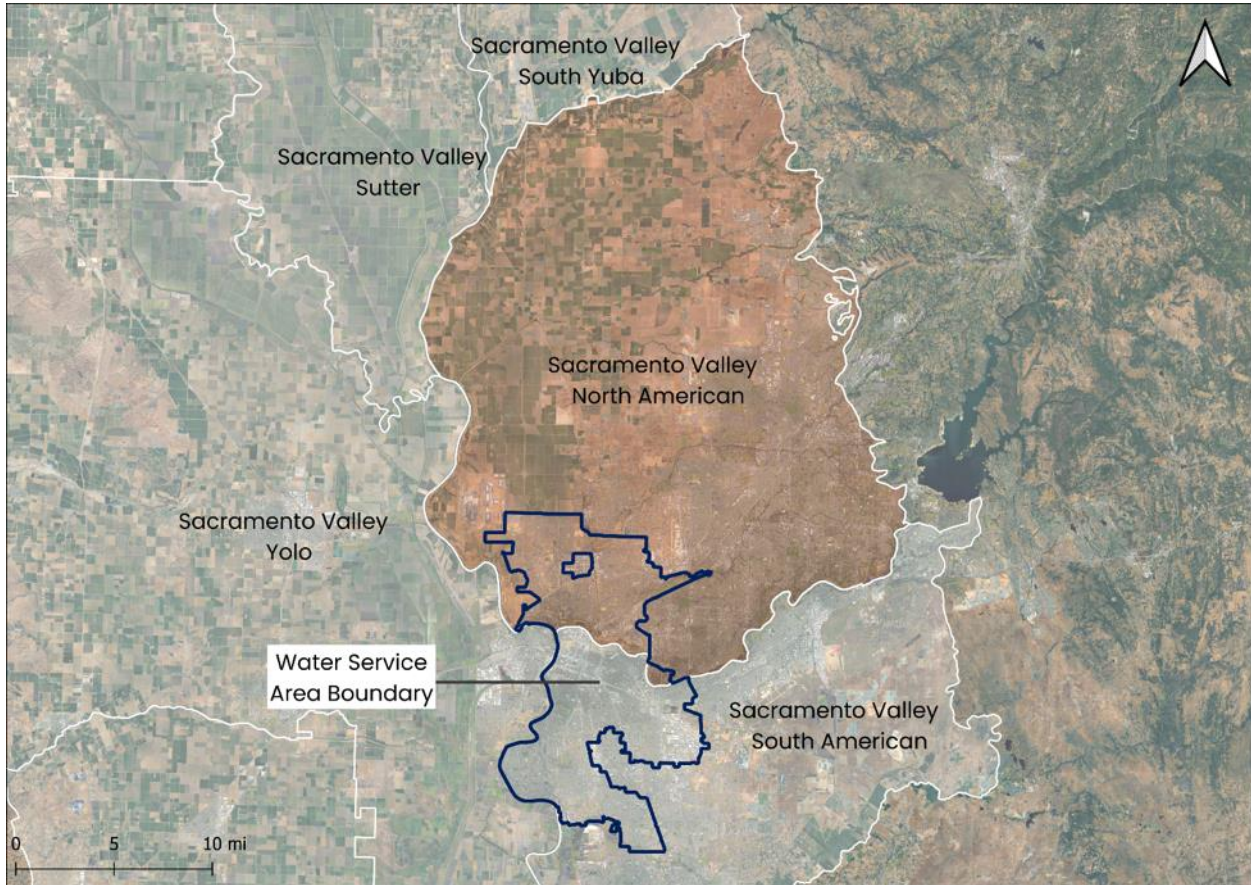 Sacramento Valley
South Yuba
Sacramento Valley
Sutter
Sacramento Valley
North American
Sacramento Valley
Yolo
Water Service
Area Boundary
Sacramento Valley
South American
0 5 10 mi